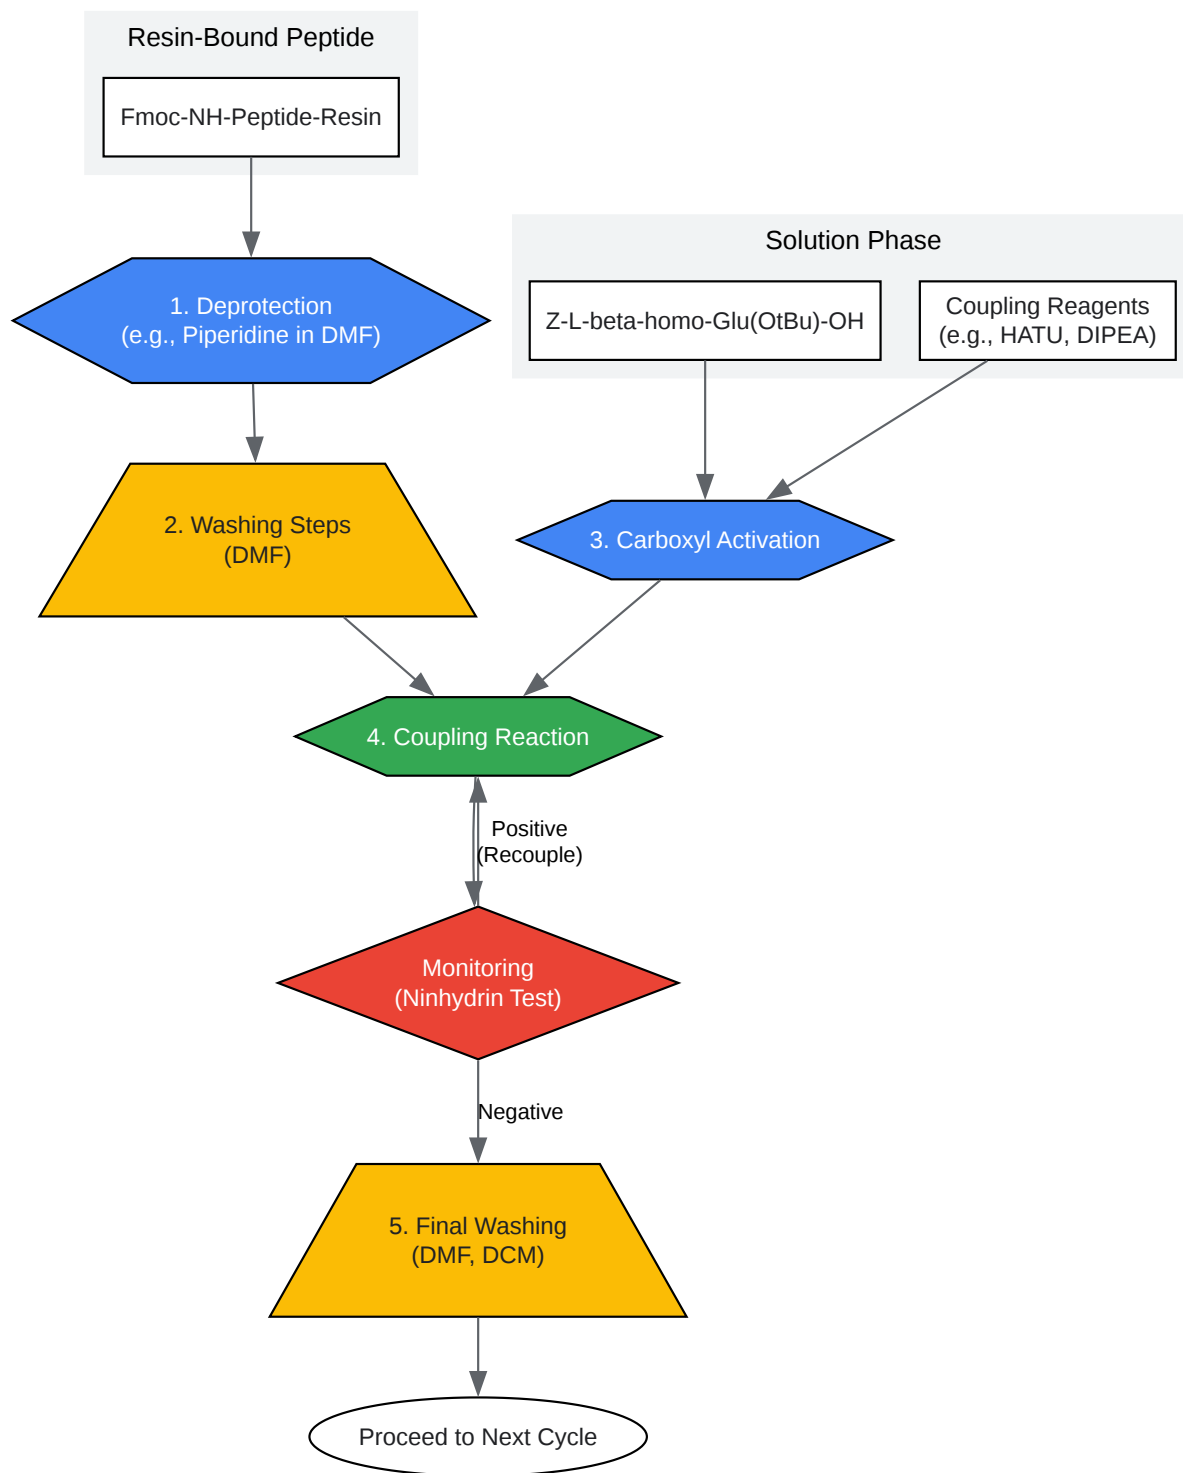 Resin-Bound Peptide
Fmoc-NH-Peptide-Resin
Solution Phase
Z-L-beta-homo-Glu(OtBu)-OH
Coupling Reagents
(e.g., HATU, DIPEA)
1. Deprotection
(e.g., Piperidine in DMF)
2. Washing Steps
(DMF)
3. Carboxyl Activation
4. Coupling Reaction
Positive
(Recouple)
Monitoring
(Ninhydrin Test)
Negative
5. Final Washing
(DMF, DCM)
Proceed to Next Cycle